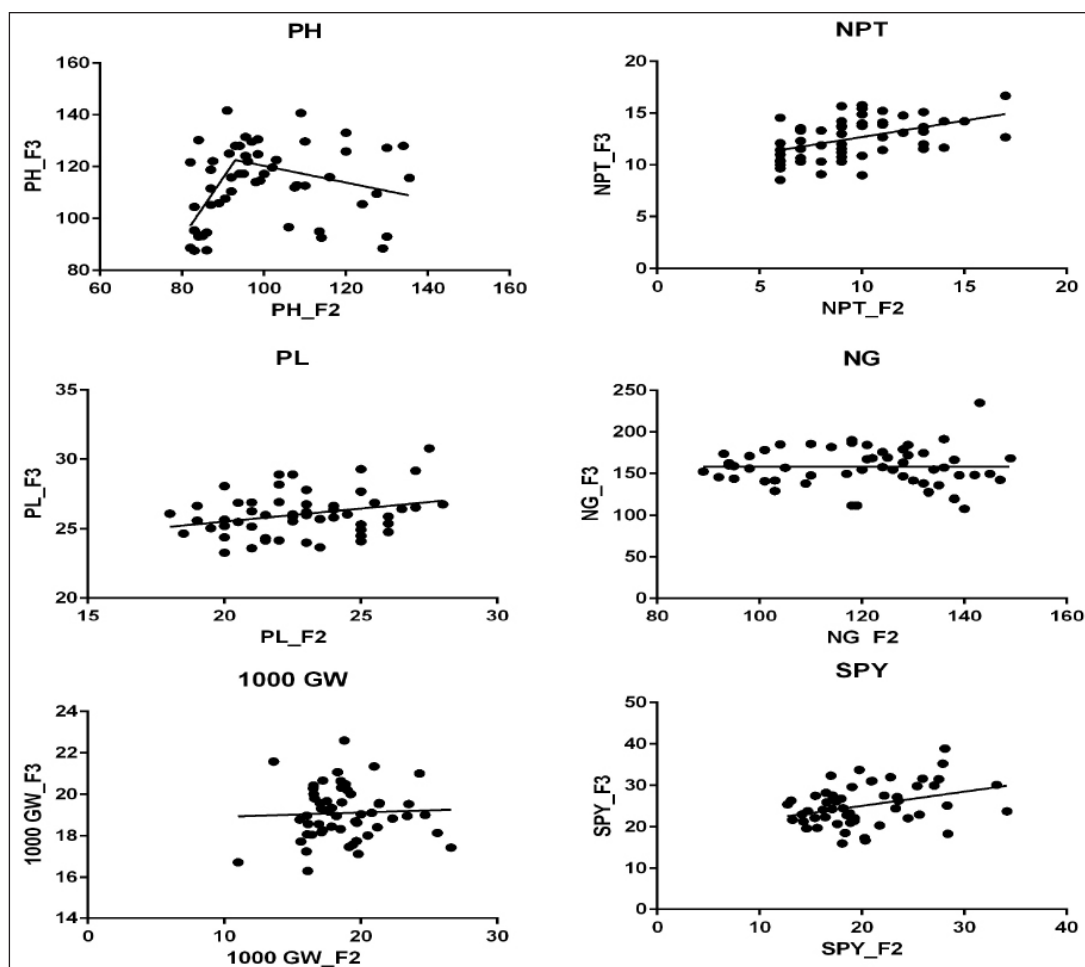 PH
160
140
120
100
80
60 80 100 120 140 160
PH_F3
PH_F2
NPT
20
15
10
5
0
0 5 10 15 20
NPT_F3
NPT_F2
PL
35
30
25
20
15 20 25 30
PL_F3
PL_F2
NG
250
200
150
100
50
0
80 100 120 140 160
NG_F3
NG F2
1000 GW
24
22
20
18
16
14
0 10 20 30
1000 GW_F3
1000 GW_F2
SPY
50
40
30
20
10
0
0 10 20 30 40
SPY_F3
SPY_F2